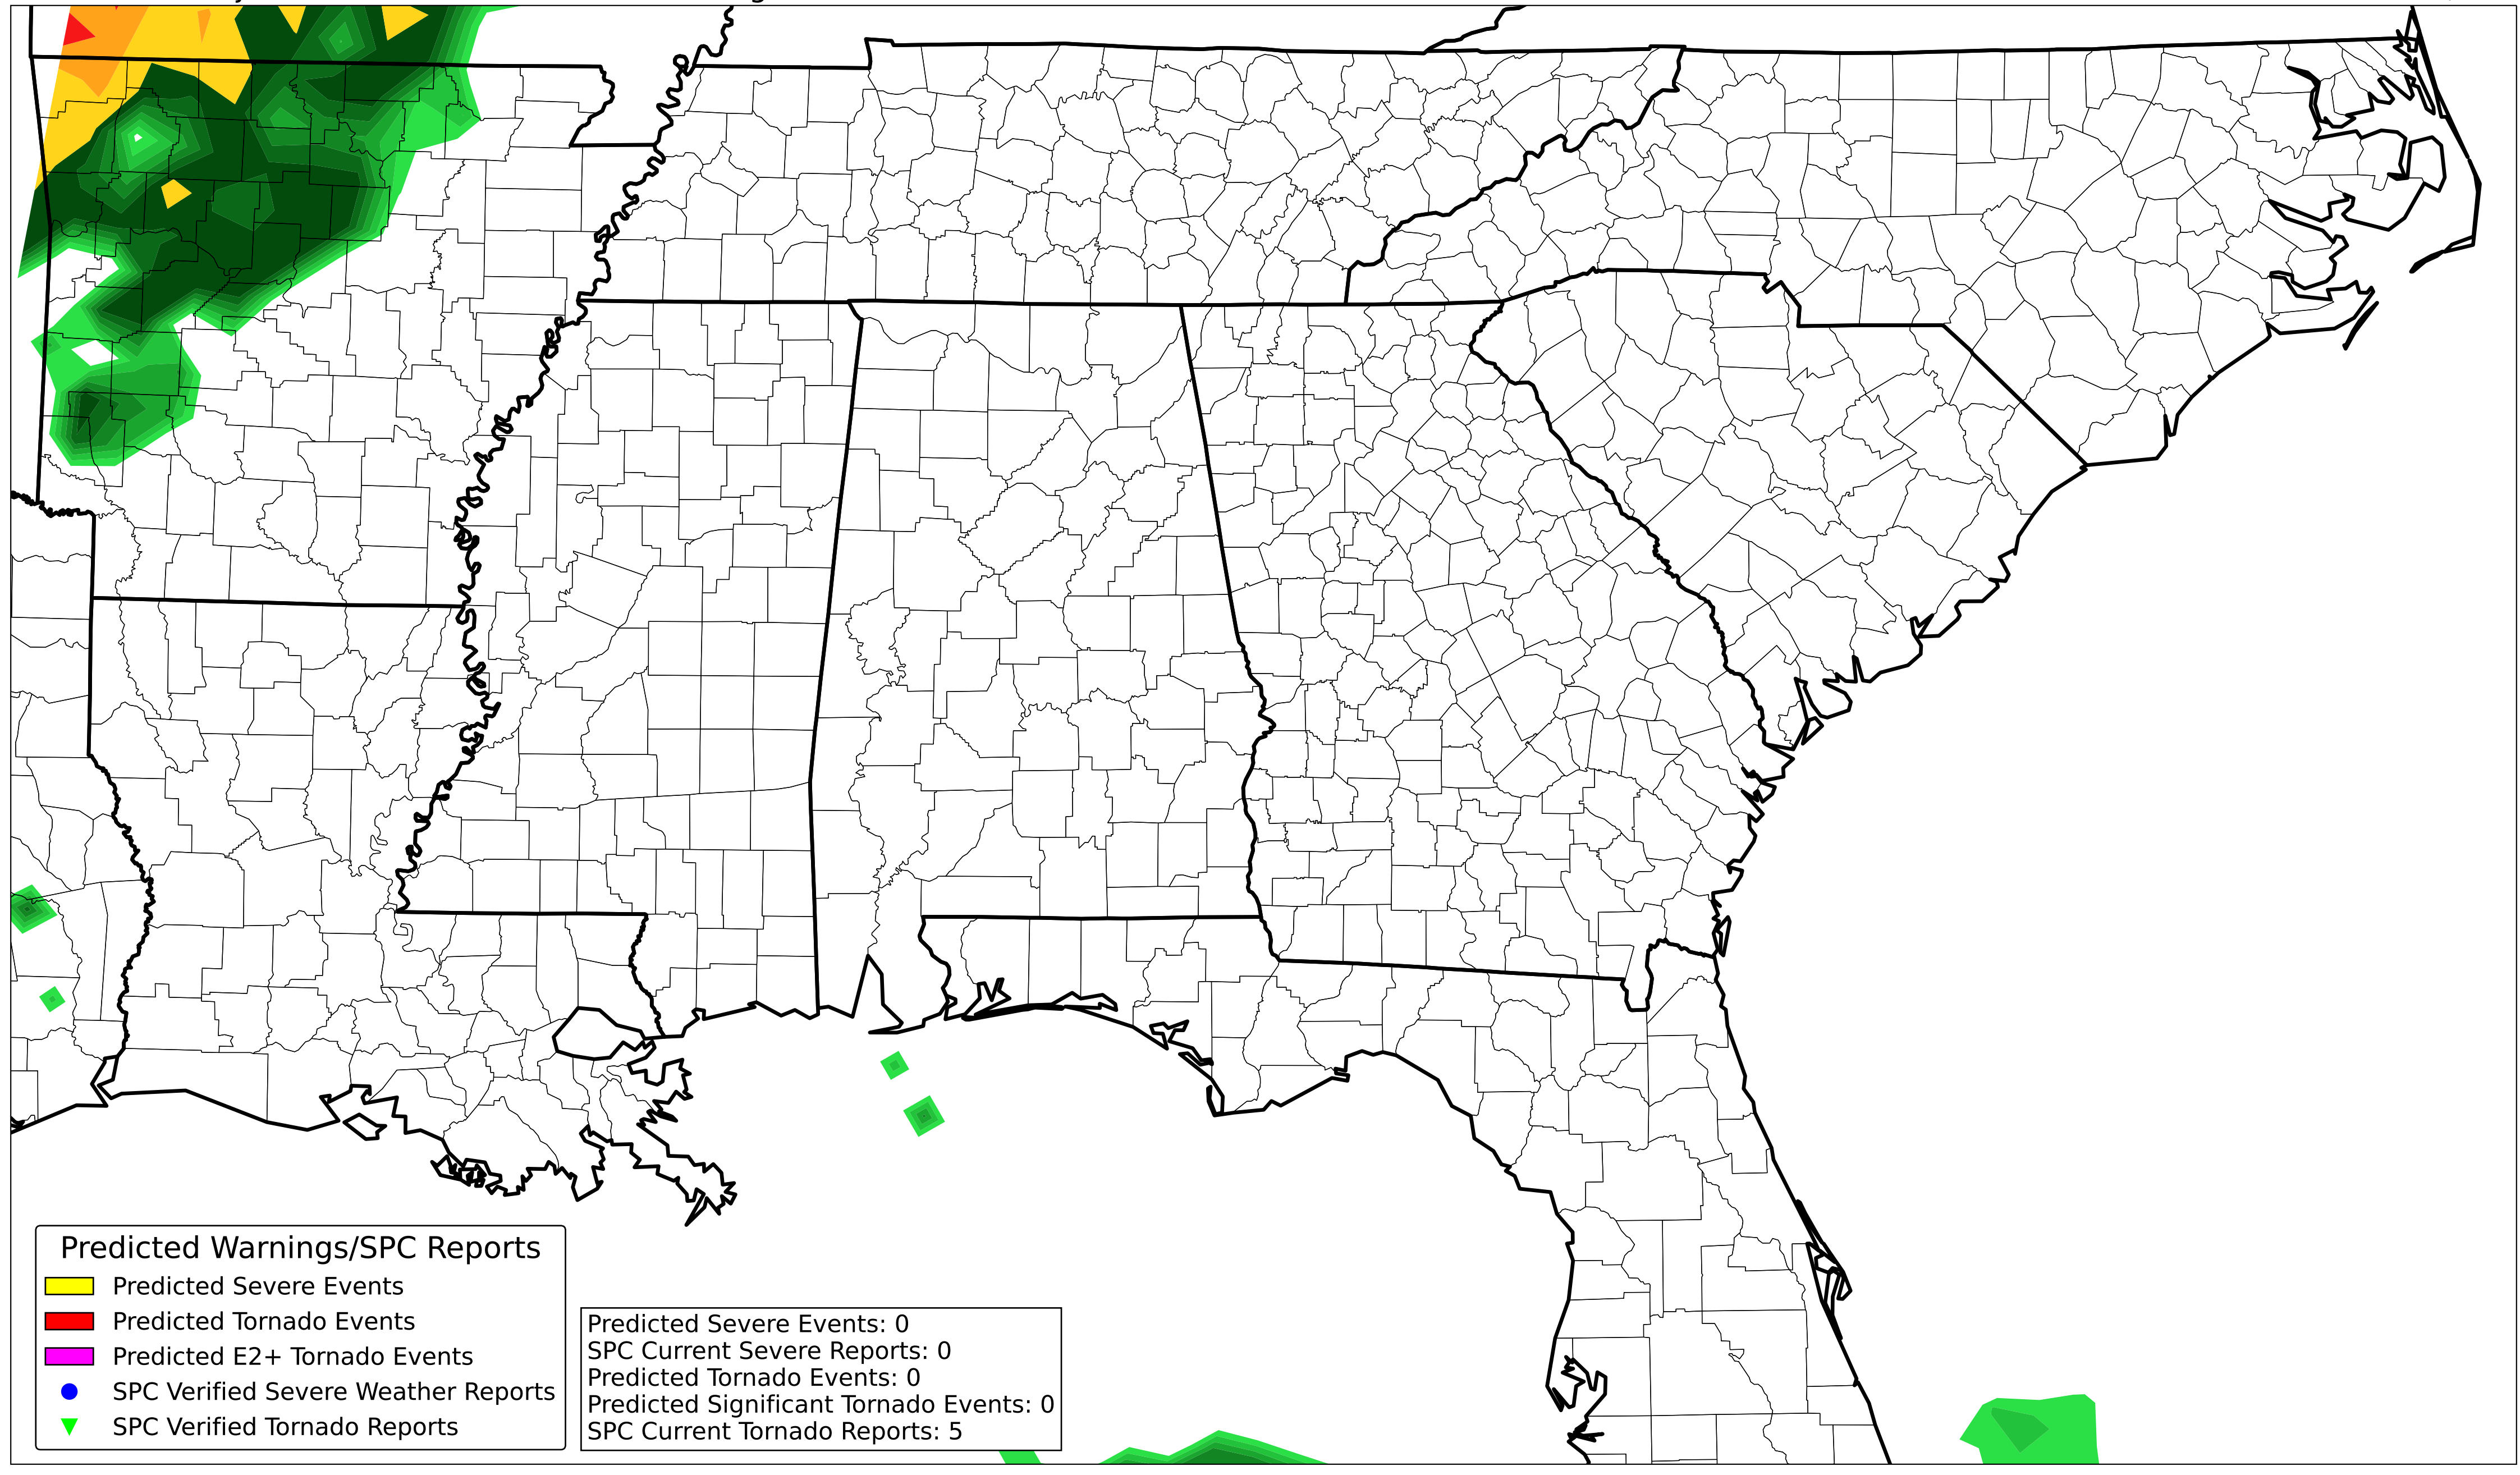 Predicted Warnings/SPC Reports
Predicted Severe Events
Predicted Tornado Events
Predicted E2+ Tornado Events
SPC Verified Severe Weather Reports
SPC Verified Tornado Reports
Predicted Severe Events: 0
SPC Current Severe Reports: 0
Predicted Tornado Events: 0
Predicted Significant Tornado Events: 0
SPC Current Tornado Reports: 5